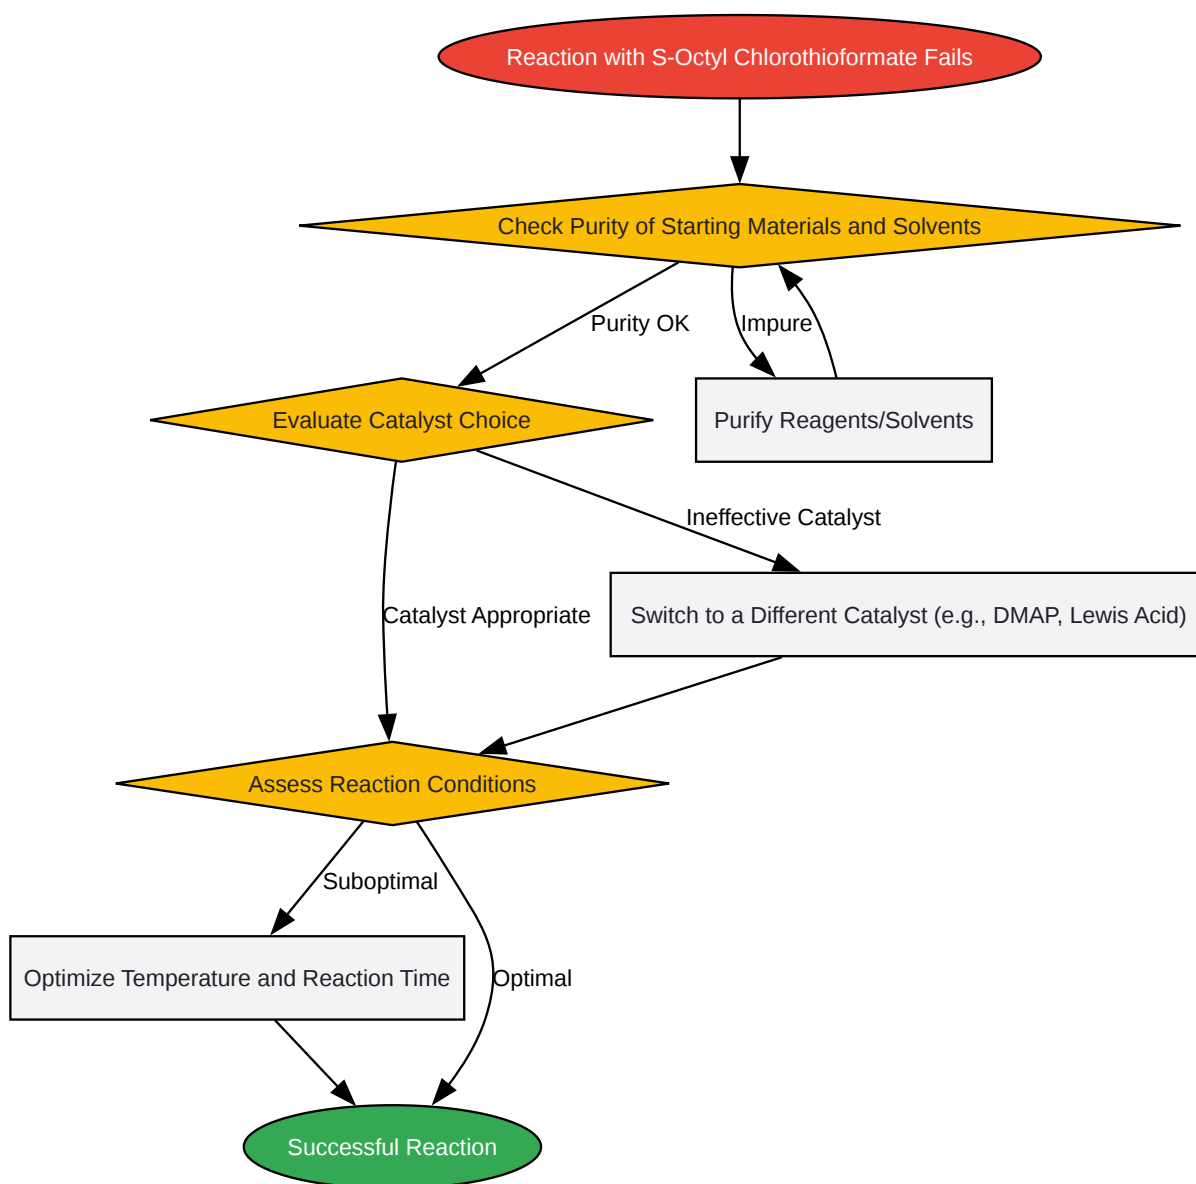 Reaction with S-Octyl Chlorothioformate Fails
Check Purity of Starting Materials and Solvents
Purity OK
Impure
Evaluate Catalyst Choice
Purify Reagents/Solvents
Ineffective Catalyst
Catalyst Appropriate
Switch to a Different Catalyst (e.g., DMAP, Lewis Acid)
Assess Reaction Conditions
Suboptimal
Optimize Temperature and Reaction Time
Optimal
Successful Reaction